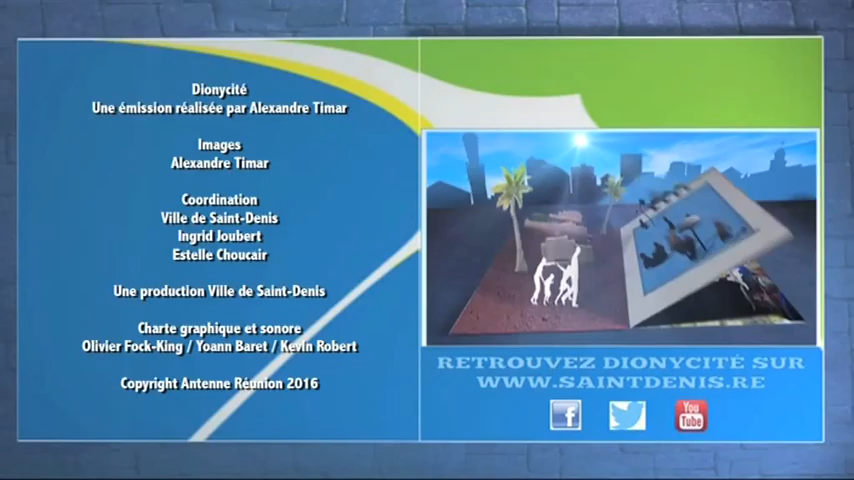 Dionycité
Une émission réalisée par Alexandre Timar
Images
Alexandre Timar
Coordination
Ville de Saint-Denis
Ingrid Joubert
Estelle Choucair
Une production Ville de Saint-Denis
Charte graphique et sonore
Olivier Fock-King / Yoann Baret / Kevin Robert
Copyright Antenne Réunion 2016
RETROUVEZ DIONYCITÉ SUR
WWW.SAINTDENIS.RE
f
You
Tube